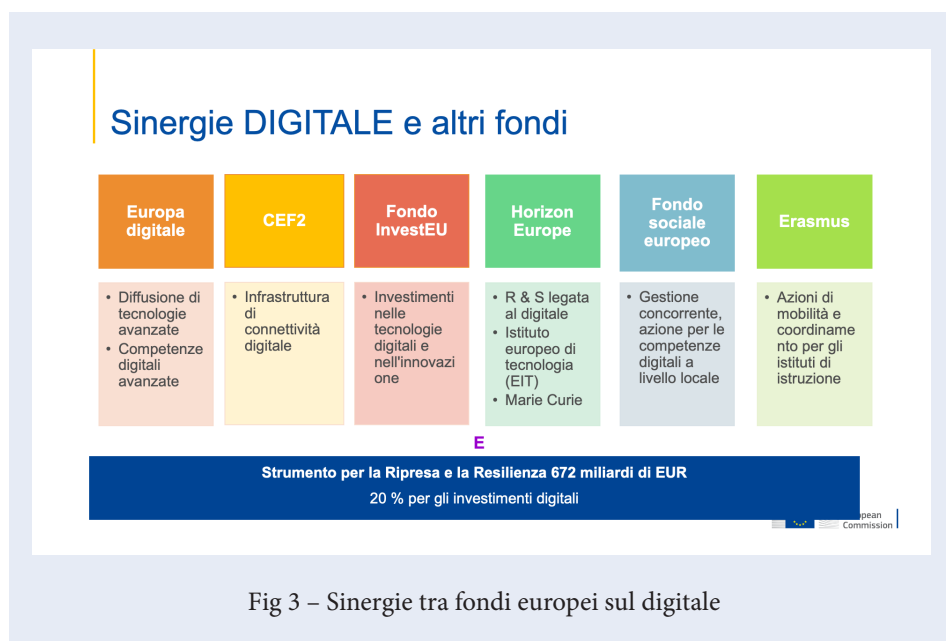 Sinergie DIGITALE e altri fondi
Europa
digitale
CEF2
Fondo
InvestEU
Horizon
Europe
Fondo
sociale
europeo
Erasmus
• Diffusione di
tecnologie
avanzate
• Competenze
digitali
avanzate
• Infrastruttura
di
connettività
digitale
• Investimenti
nelle
tecnologie
digitali e
nell'innovazi
one
• R & S legata
al digitale
• Istituto
europeo di
tecnologia
(EIT)
• Marie Curie
• Gestione
concorrente,
azione per le
competenze
digitali a
livello locale
• Azioni di
mobilità e
coordiname
nto per gli
istituti di
istruzione
E
Strumento per la Ripresa e la Resilienza 672 miliardi di EUR
20 % per gli investimenti digitali
pean
Commission
Fig 3 – Sinergie tra fondi europei sul digitale